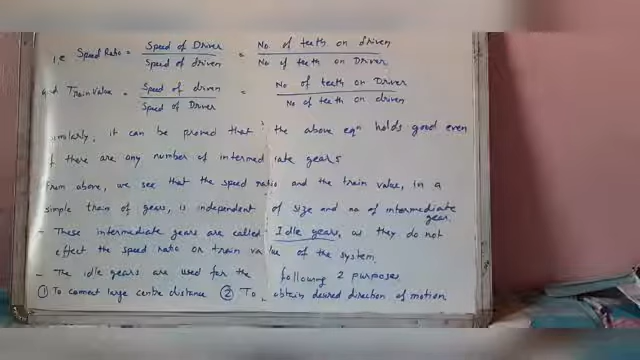 i.e Speed Ratio = Speed of Driver / Speed of driven = No. of teeth on driven / No. of teeth on Driver
and Train Value = Speed of driven / Speed of Driver = No of teeth on Driver / No. of teeth on driven
imilarly, it can be proved that the above eqn holds good even
if there are any number of intermediate gears
From above, we see that the speed ratio and the train value, in a
simple train of gears, is independent of size and no of intermediate gear.
- These intermediate gears are called Idle gears, as they do not
effect the speed ratio or train value of the system.
- The idle gears are used for the following 2 purposes
① To connect large centre distance ② To obtain desired direction of motion